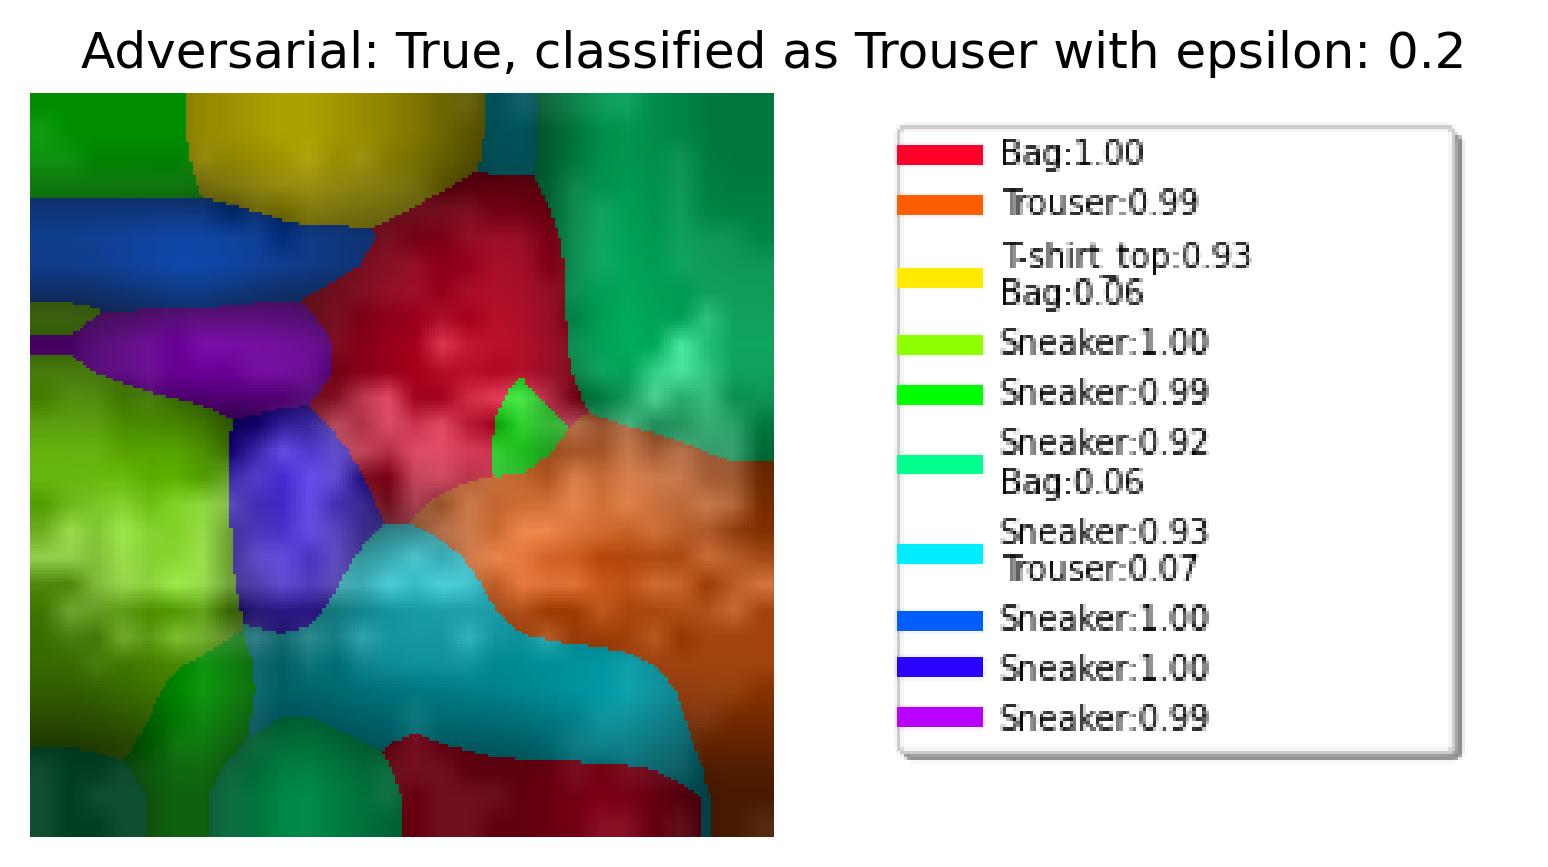 Adversarial: True, classified as Trouser with epsilon: 0.2
Bag:1.00
Trouser:0.99
T-shirt_top:0.93
Bag:0.06
Sneaker:1.00
Sneaker:0.99
Sneaker:0.92
Bag:0.06
Sneaker:0.93
Trouser:0.07
Sneaker:1.00
Sneaker:1.00
Sneaker:0.99